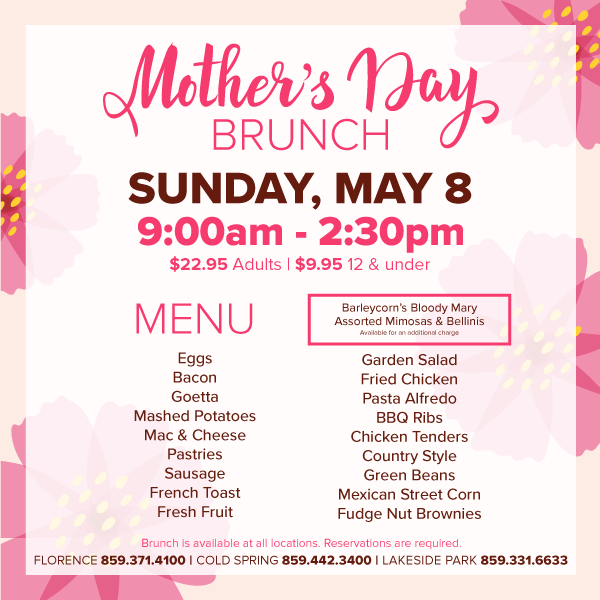 Mother's Day
BRUNCH
SUNDAY, MAY 8
9:00am - 2:30pm
$22.95 Adults | $9.95 12 & under
MENU
Eggs
Bacon
Goetta
Mashed Potatoes
Mac & Cheese
Pastries
Sausage
French Toast
Fresh Fruit
Barleycorn's Bloody Mary
Assorted Mimosas & Bellinis
Available for an additional charge
Garden Salad
Fried Chicken
Pasta Alfredo
BBQ Ribs
Chicken Tenders
Country Style
Green Beans
Mexican Street Corn
Fudge Nut Brownies
Brunch is available at all locations. Reservations are required.
FLORENCE 859.371.4100 | COLD SPRING 859.442.3400 | LAKESIDE PARK 859.331.6633